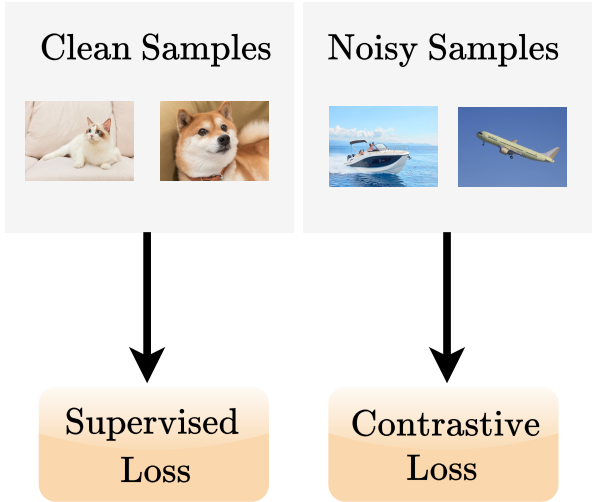 Clean Samples
Noisy Samples
Supervised
Loss
Contrastive
Loss